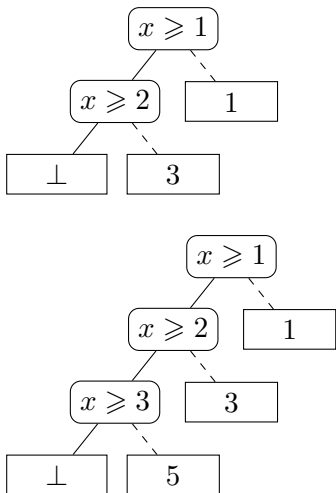 x ⩾ 1
x ⩾ 2 1
⊥ 3
x ⩾ 1
x ⩾ 2 1
x ⩾ 3 3
⊥ 5